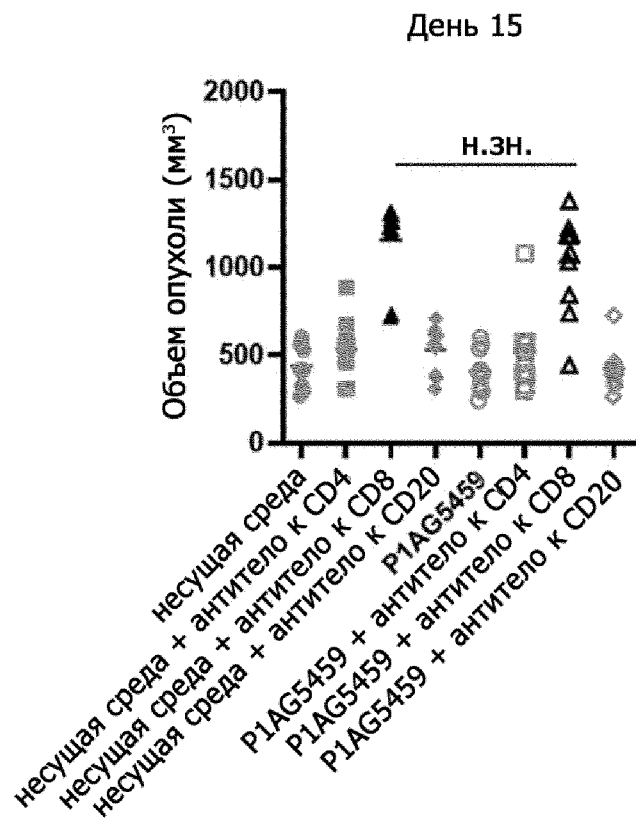 День 15
Объем опухоли (мм³)
2000
1500
1000
500
0
н.зн.
несущая среда
несущая среда + антитело к CD4
несущая среда + антитело к CD8
несущая среда + антитело к CD20
P1AG5459
P1AG5459 + антитело к CD4
P1AG5459 + антитело к CD8
P1AG5459 + антитело к CD20